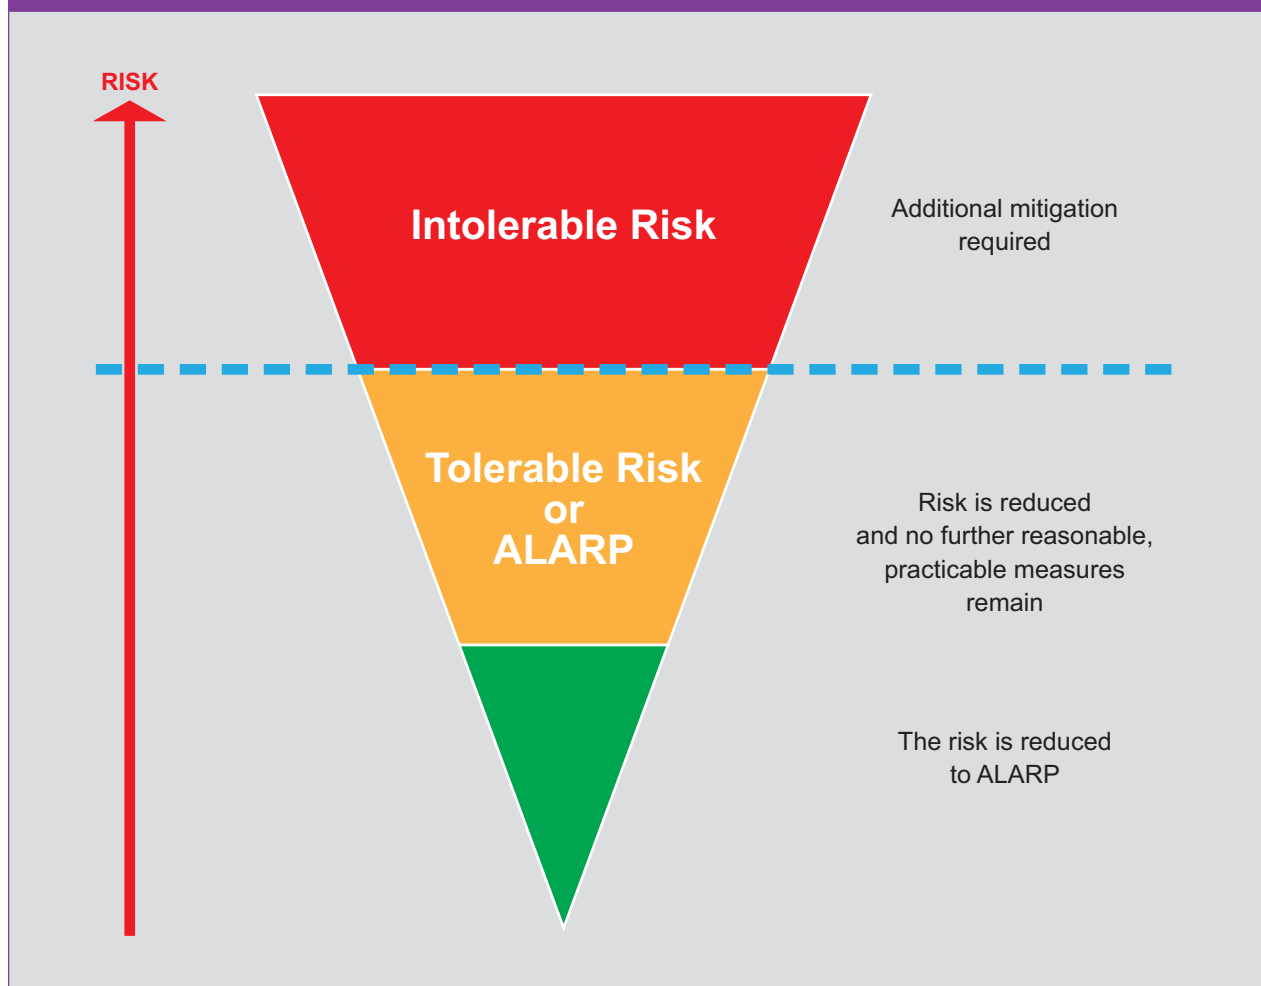 RISK
Intolerable Risk
Additional mitigation
required
Tolerable Risk
or
ALARP
Risk is reduced
and no further reasonable,
practicable measures
remain
The risk is reduced
to ALARP